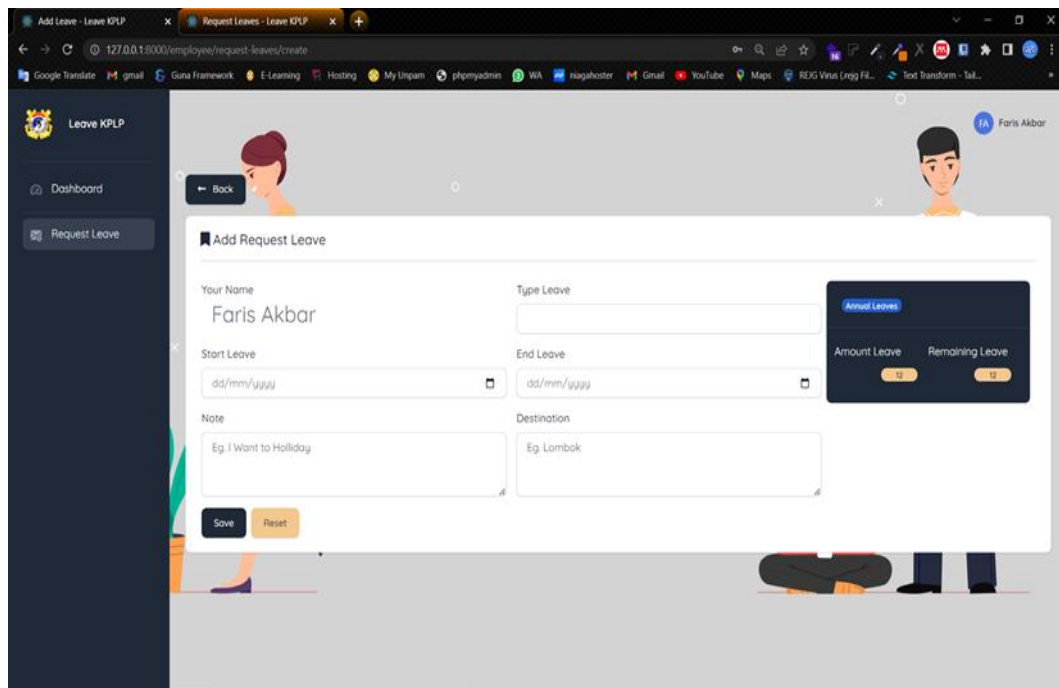 Add Leave - Leave KPLP
Request Leaves - Leave KPLP
127.0.0.1:8000/employee/request-leaves/create
Google Translate gmail Guna Framework E-Learning Hosting My Unpam phpmyadmin WA niagahoster Gmail YouTube Maps REJG Virus (.rejg Fil... Text Transform - Tail...
Leave KPLP
FA Faris Akbar
Dashboard
Request Leave
← Back
Add Request Leave
Your Name
Faris Akbar
Type Leave
Start Leave
dd/mm/yyyy
End Leave
dd/mm/yyyy
Note
Eg. I Want to Holliday
Destination
Eg. Lombok
Save Reset
Annual Leaves
Amount Leave Remaining Leave
12 12